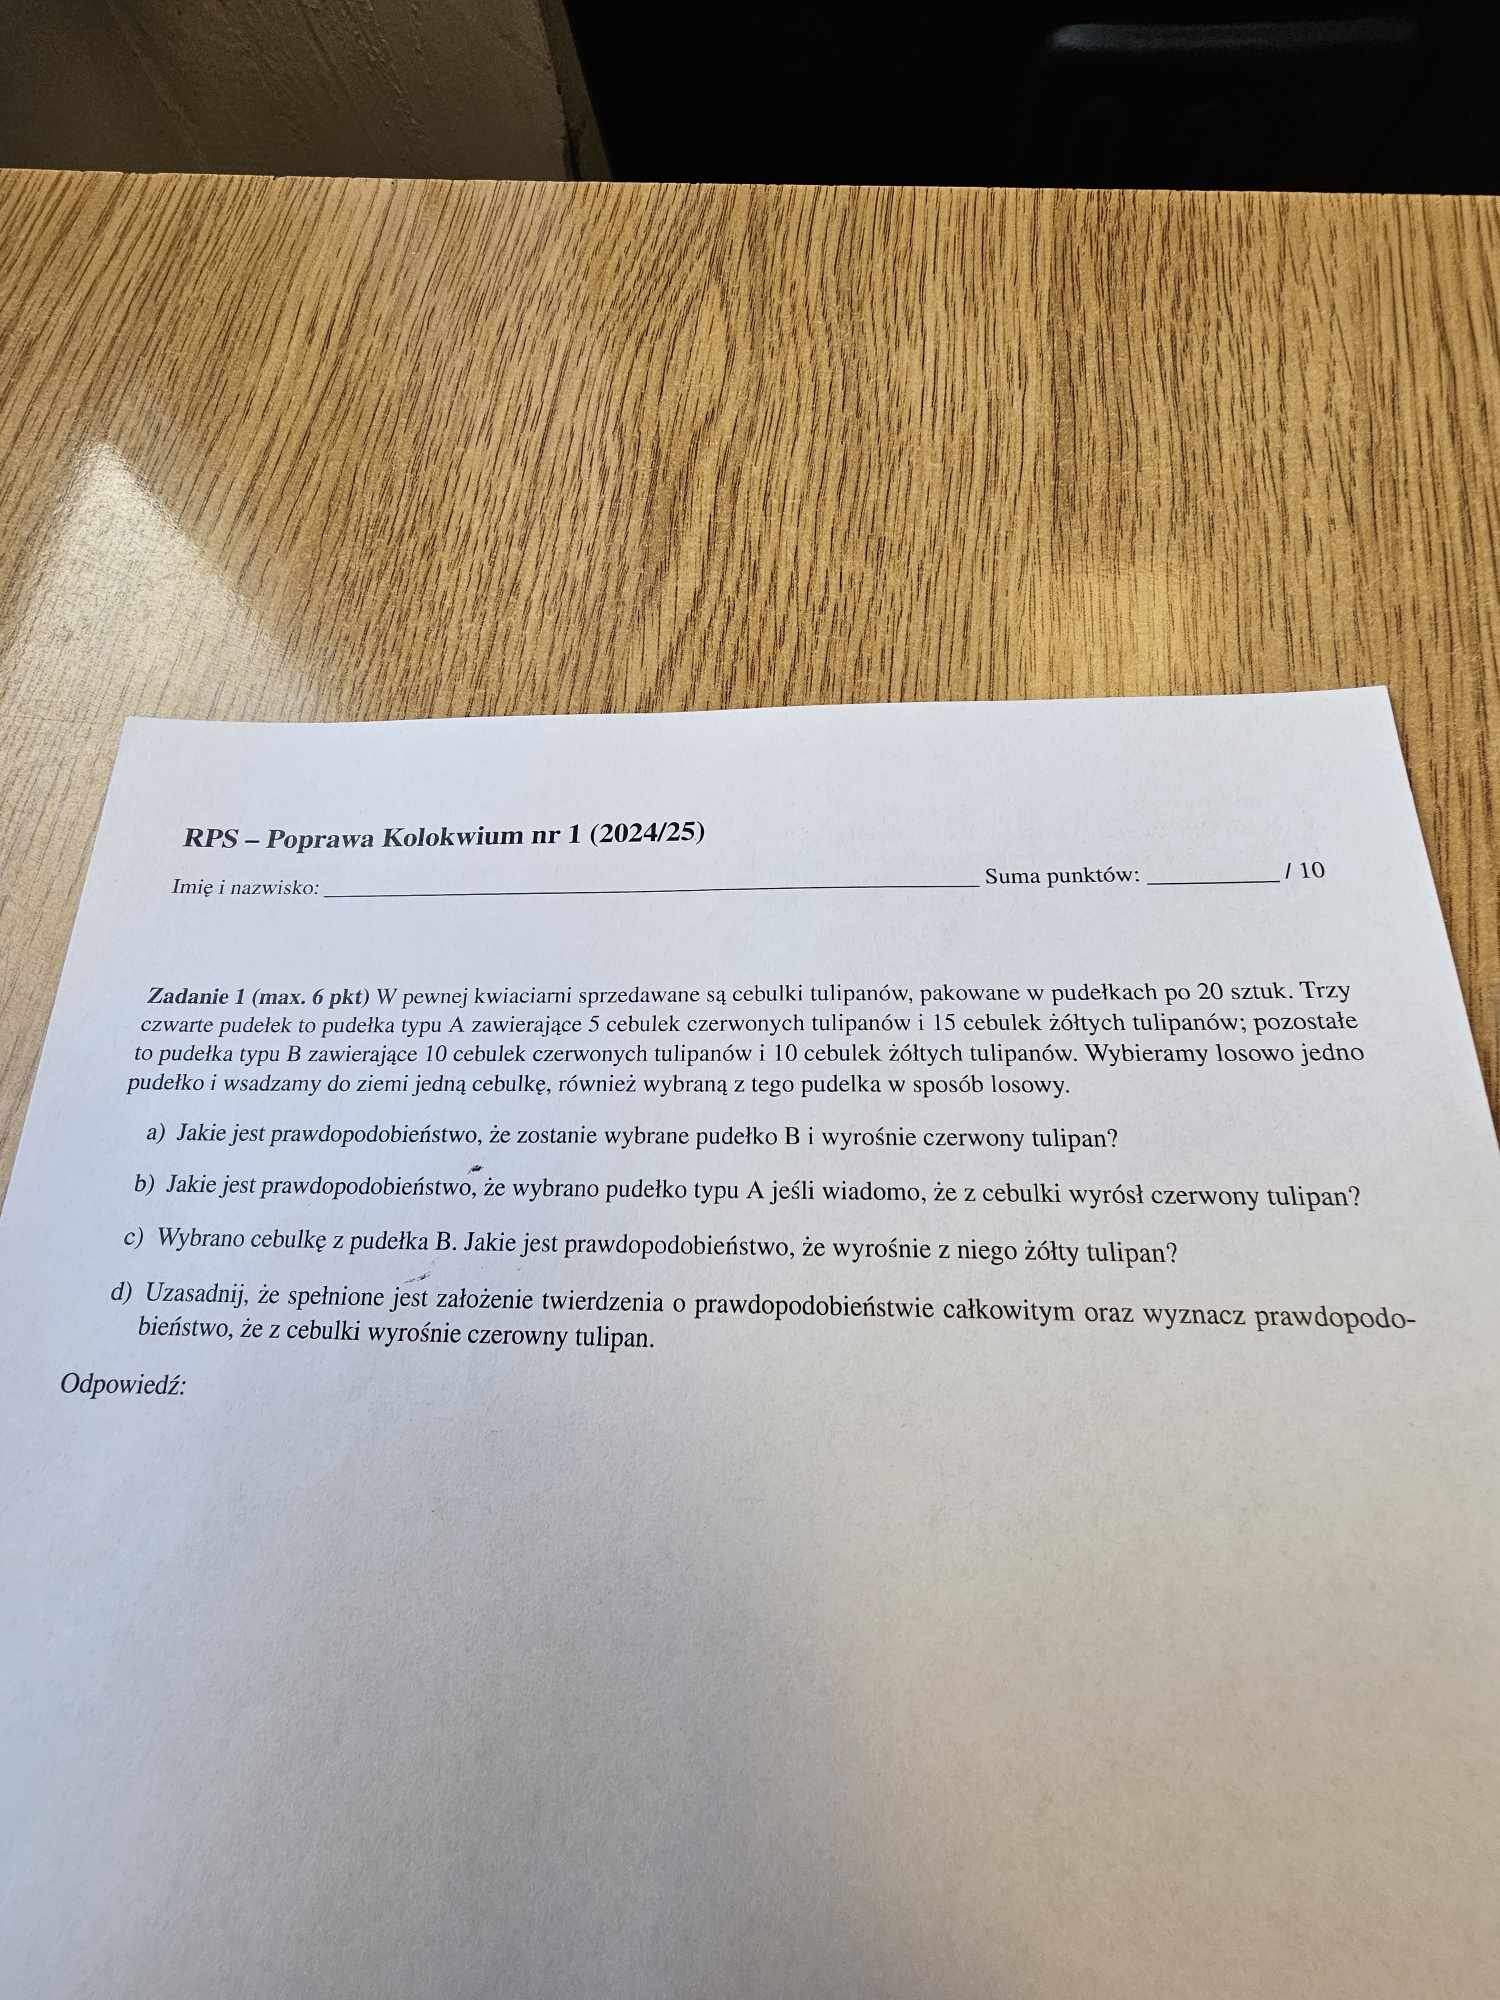 RPS – Poprawa Kolokwium nr 1 (2024/25)
Imię i nazwisko: ____________ Suma punktów: ____________ / 10
Zadanie 1 (max. 6 pkt) W pewnej kwiaciarni sprzedawane są cebulki tulipanów, pakowane w pudełkach po 20 sztuk. Trzy
czwarte pudełek to pudełka typu A zawierające 5 cebulek czerwonych tulipanów i 15 cebulek żółtych tulipanów; pozostałe
to pudełka typu B zawierające 10 cebulek czerwonych tulipanów i 10 cebulek żółtych tulipanów. Wybieramy losowo jedno
pudełko i wsadzamy do ziemi jedną cebulkę, również wybraną z tego pudelka w sposób losowy.
a) Jakie jest prawdopodobieństwo, że zostanie wybrane pudełko B i wyrośnie czerwony tulipan?
b) Jakie jest prawdopodobieństwo, że wybrano pudełko typu A jeśli wiadomo, że z cebulki wyrósł czerwony tulipan?
c) Wybrano cebulkę z pudełka B. Jakie jest prawdopodobieństwo, że wyrośnie z niego żółty tulipan?
d) Uzasadnij, że spełnione jest założenie twierdzenia o prawdopodobieństwie całkowitym oraz wyznacz prawdopodo-
bieństwo, że z cebulki wyrośnie czerowny tulipan.
Odpowiedź: